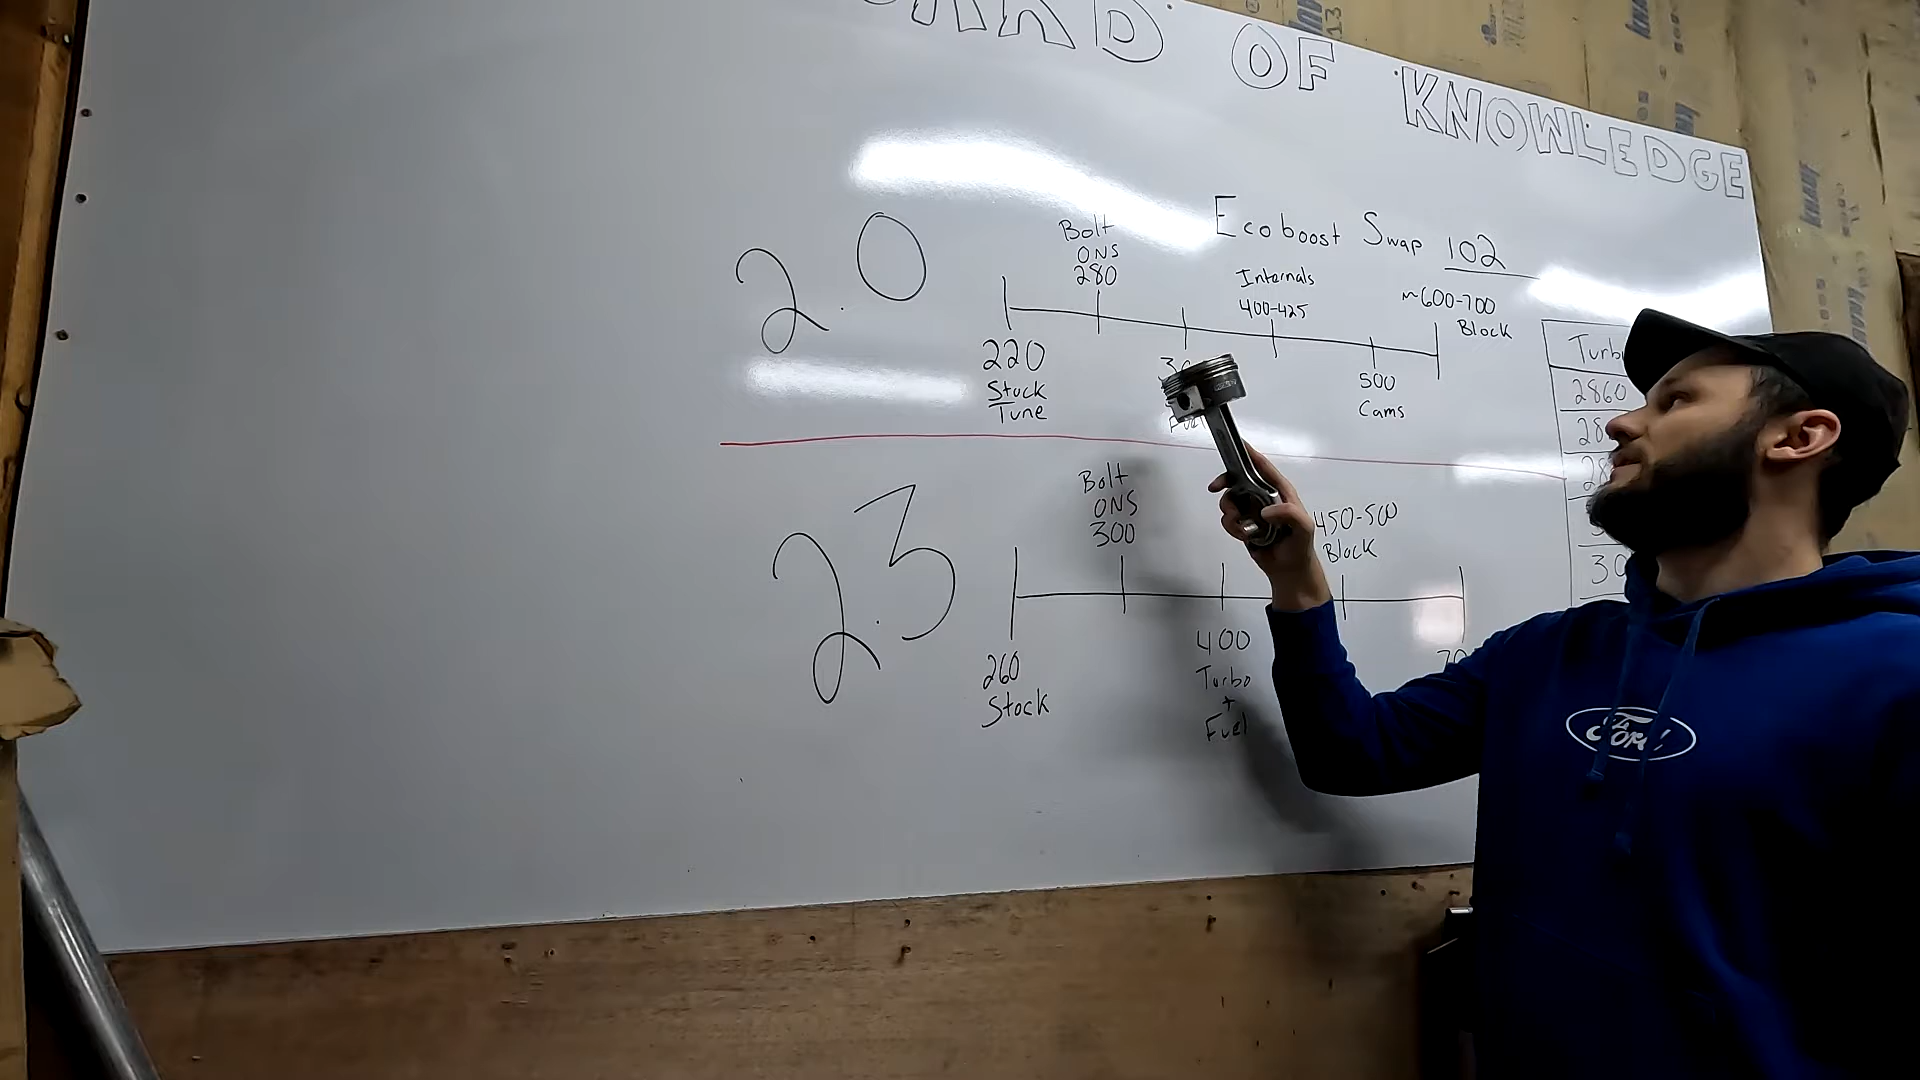 OF KNOWLEDGE
Ecoboost Swap 102
2.0
Bolt
ONS
280
Internals
400-425
~600-700
Block
220
Stock
Tune
500
Cams
2.3
Bolt
ONS
300
450-500
Block
260
Stock
400
Turbo
+
Fuel
2860
Ford